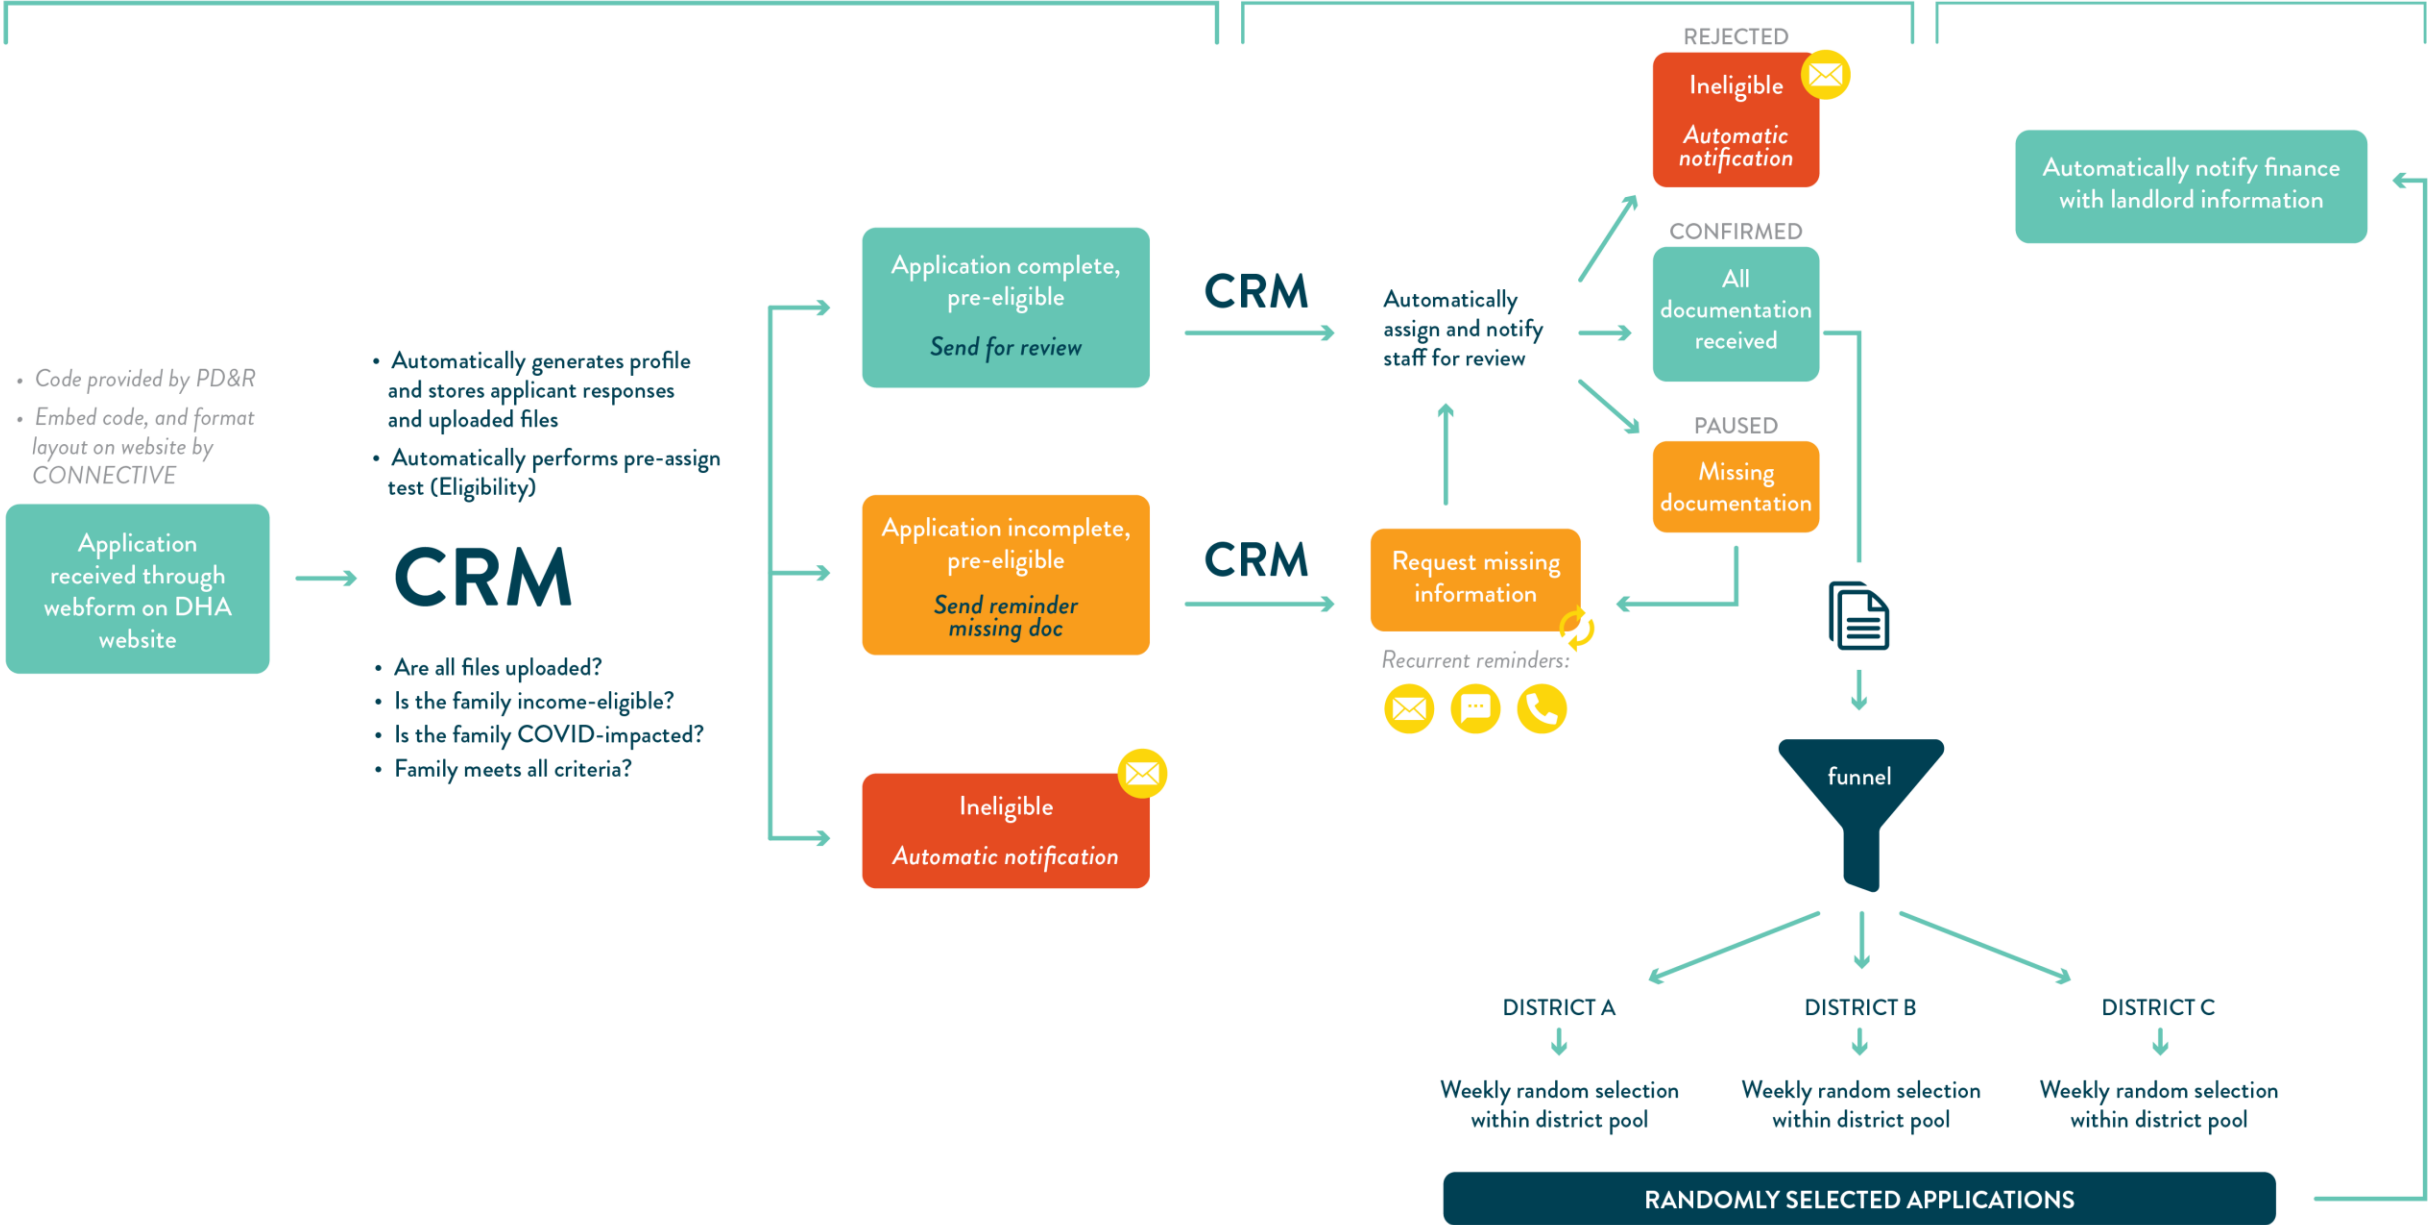 • Code provided by PD&R
• Embed code, and format
layout on website by
CONNECTIVE
Application
received through
webform on DHA
website
• Automatically generates profile
and stores applicant responses
and uploaded files
• Automatically performs pre-assign
test (Eligibility)
CRM
• Are all files uploaded?
• Is the family income-eligible?
• Is the family COVID-impacted?
• Family meets all criteria?
Application complete,
pre-eligible
Send for review
Application incomplete,
pre-eligible
Send reminder
missing doc
Ineligible
Automatic notification
CRM
CRM
Automatically
assign and notify
staff for review
Request missing
information
Recurrent reminders:
REJECTED
Ineligible
Automatic
notification
CONFIRMED
All
documentation
received
PAUSED
Missing
documentation
funnel
DISTRICT A
Weekly random selection
within district pool
DISTRICT B
Weekly random selection
within district pool
DISTRICT C
Weekly random selection
within district pool
RANDOMLY SELECTED APPLICATIONS
Automatically notify finance
with landlord information